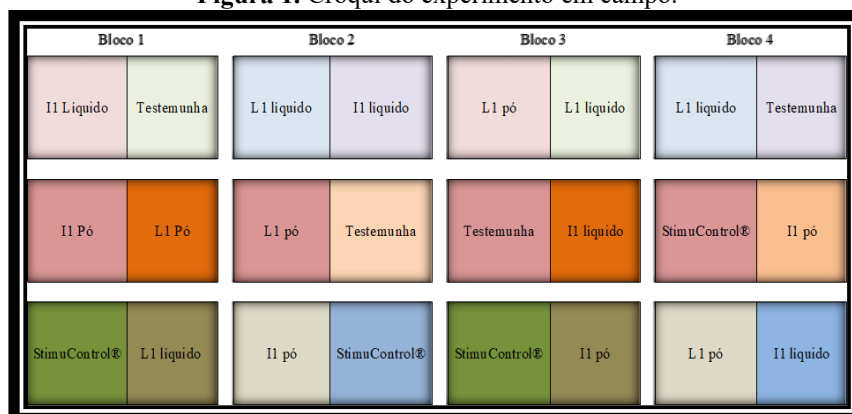 Figura 1. Croqui do experimento em campo.
Bloco 1 Bloco 2 Bloco 3 Bloco 4
I1 Liquido Testemunha L1 liquido I1 liquido L1 pó L1 liquido L1 liquido Testemunha
I1 Pó L1 Pó L1 pó Testemunha Testemunha I1 liquido StimuControl® I1 pó
StimuControl® L1 liquido I1 pó StimuControl® StimuControl® I1 pó L1 pó I1 liquido